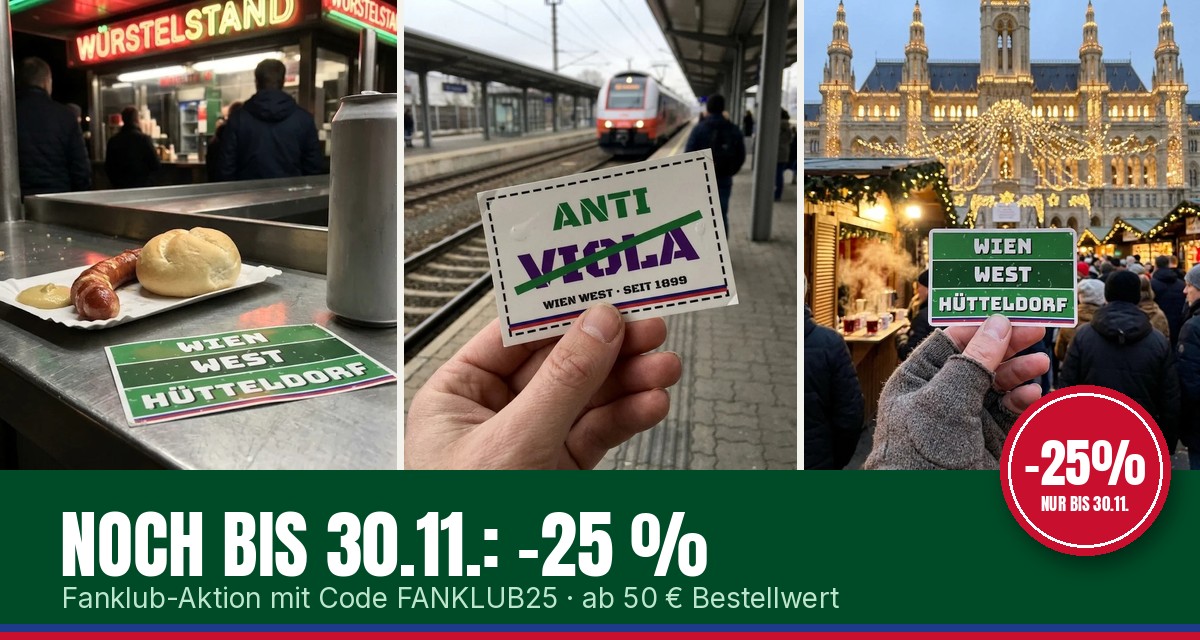 WÜRSTELSTAND
WÜRSTELSTAND
WIEN
WEST
HÜTTELDORF
ANTI
VIOLA
WIEN WEST · SEIT 1899
WIEN
WEST
HÜTTELDORF
-25%
NUR BIS 30.11.
NOCH BIS 30.11.: -25 %
Fanklub-Aktion mit Code FANKLUB25 · ab 50 € Bestellwert